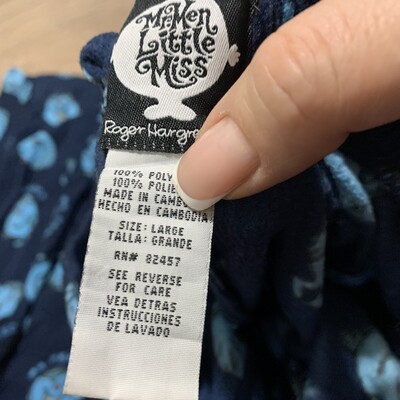 Mr Men
Little
Miss
Roger Hargre
100% POLY
100% POLIE
MADE IN CAMB
HECHO EN CAMBODIA
SIZE: LARGE
TALLA: GRANDE
RN# 82457
SEE REVERSE
FOR CARE
VEA DETRAS
INSTRUCCIONES
DE LAVADO